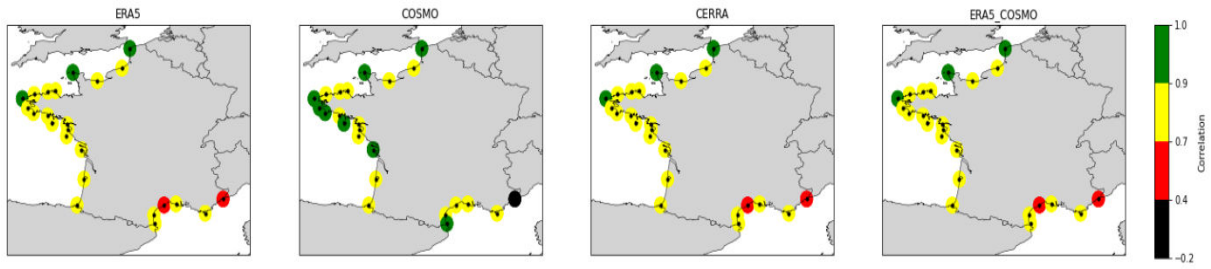 ERA5
COSMO
CERRA
ERA5_COSMO
1.0
0.9
0.7
0.4
−0.2
Correlation